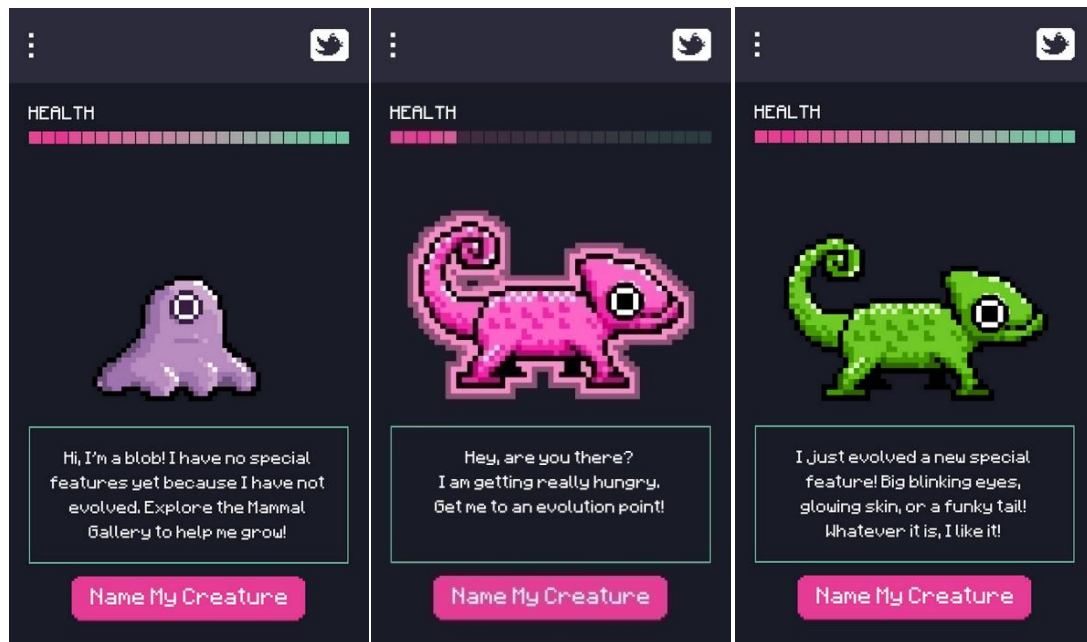 HEALTH
Hi, I'm a blob! I have no special
features yet because I have not
evolved. Explore the Mammal
Gallery to help me grow!
Name My Creature
HEALTH
Hey, are you there?
I am getting really hungry.
Get me to an evolution point!
Name My Creature
HEALTH
I just evolved a new special
feature! Big blinking eyes,
glowing skin, or a funky tail!
Whatever it is, I like it!
Name My Creature